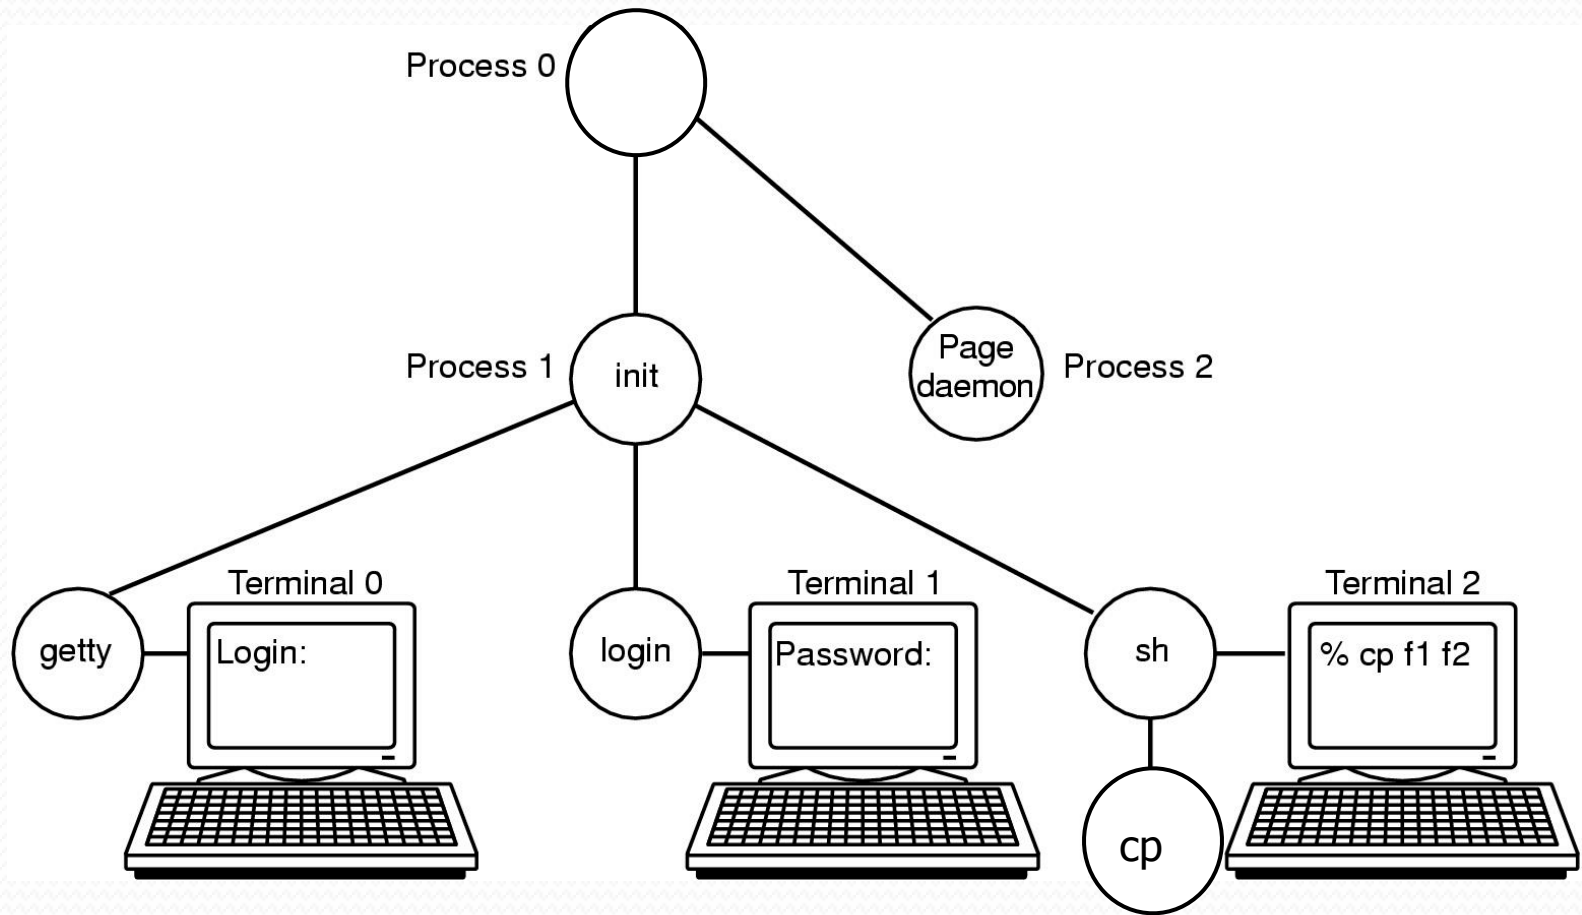 Process 0
Process 1
init
Page
daemon
Process 2
Terminal 0
Terminal 1
Terminal 2
getty
Login:
login
Password:
sh
% cp f1 f2
cp